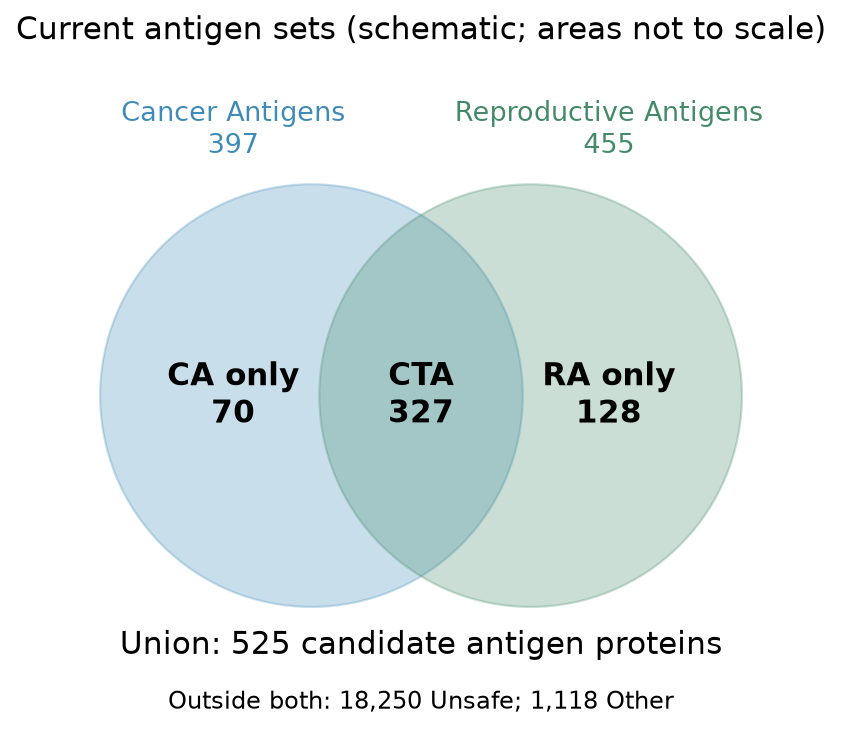 Current antigen sets (schematic; areas not to scale)
Cancer Antigens
397
Reproductive Antigens
455
CA only
70
CTA
327
RA only
128
Union: 525 candidate antigen proteins
Outside both: 18,250 Unsafe; 1,118 Other